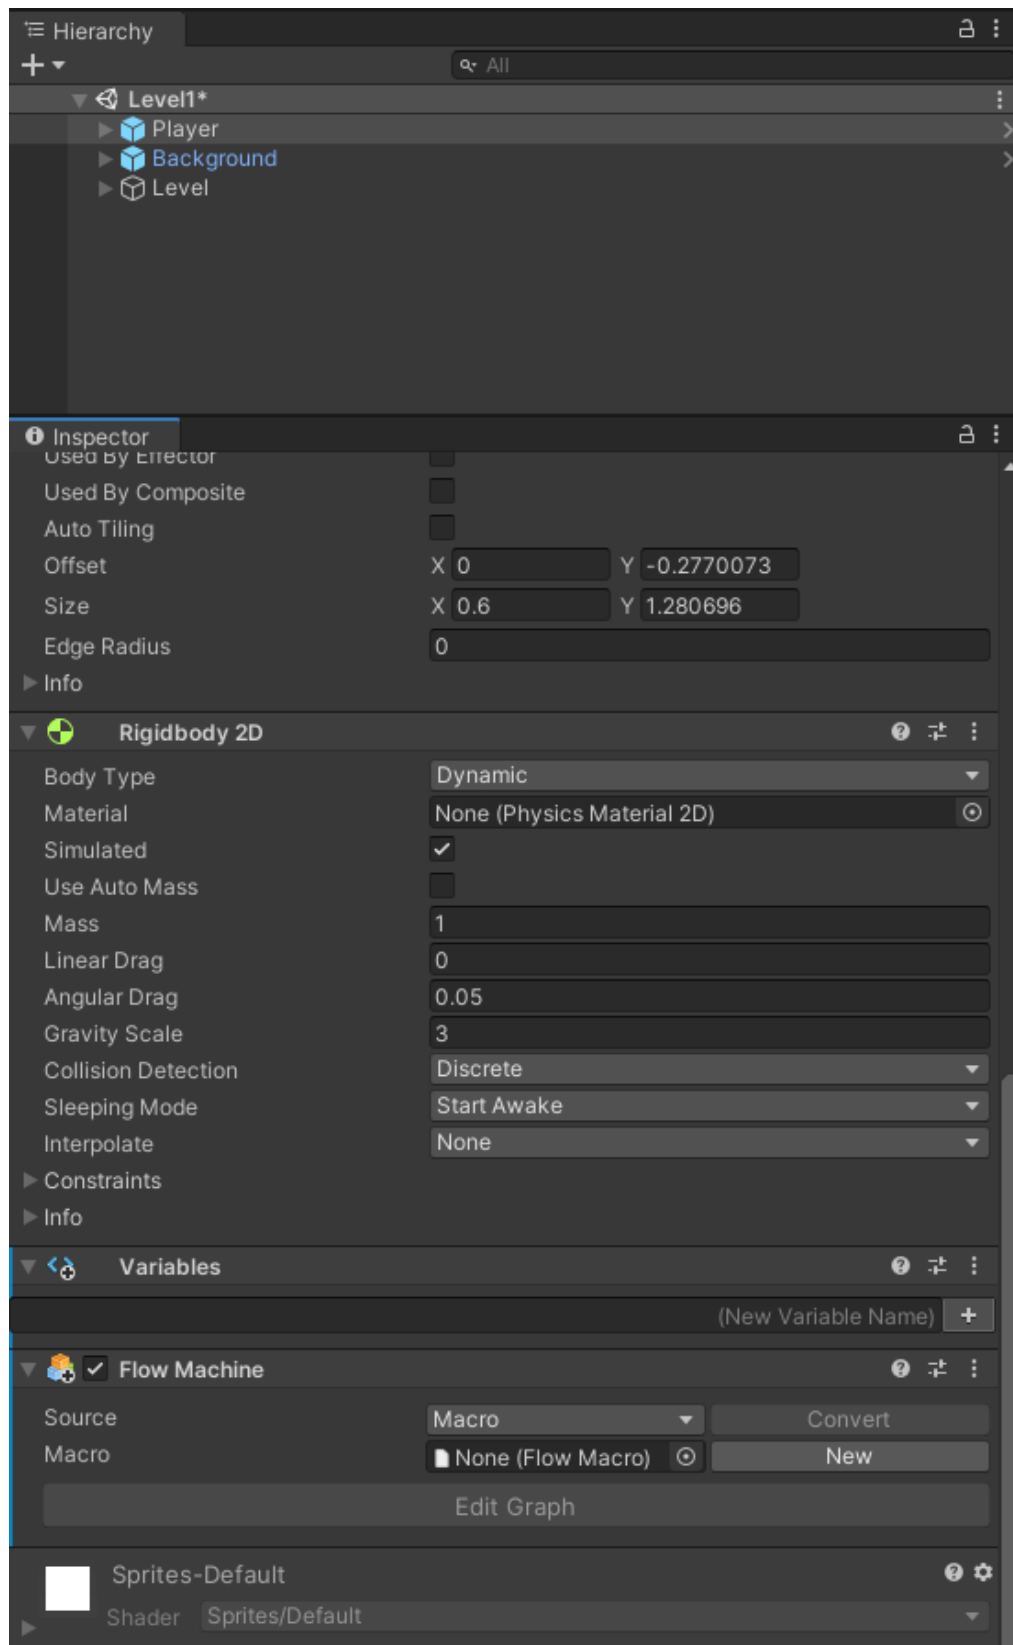 Hierarchy
All
Level1*
Player
Background
Level
Inspector
Used By Effector
Used By Composite
Auto Tiling
Offset X 0 Y -0.2770073
Size X 0.6 Y 1.280696
Edge Radius 0
Info
Rigidbody 2D
Body Type Dynamic
Material None (Physics Material 2D)
Simulated
Use Auto Mass
Mass 1
Linear Drag 0
Angular Drag 0.05
Gravity Scale 3
Collision Detection Discrete
Sleeping Mode Start Awake
Interpolate None
Constraints
Info
Variables
(New Variable Name) +
Flow Machine
Source Macro Convert
Macro None (Flow Macro) New
Edit Graph
Sprites-Default
Shader Sprites/Default